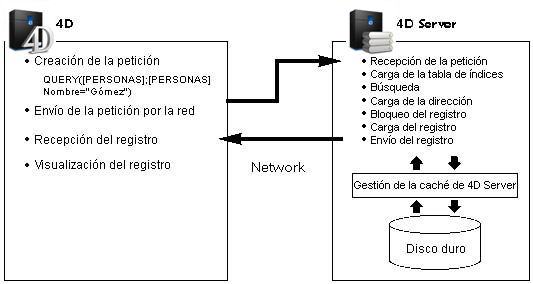 4D
• Creación de la petición
QUERY([PERSONAS];[PERSONAS]
Nombre="Gómez")
• Envío de la petición por la red
• Recepción del registro
• Visualización del registro
Network
4D Server
• Recepción de la petición
• Carga de la tabla de índices
• Búsqueda
• Carga de la dirección
• Bloqueo del registro
• Carga del registro
• Envío del registro
Gestión de la caché de 4D Server
Disco duro